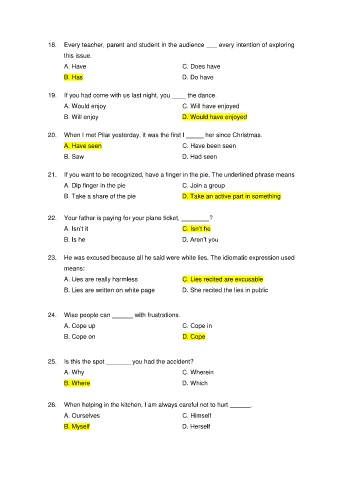 18. Every teacher, parent and student in the audience ___ every intention of exploring
this issue.
A. Have C. Does have
B. Has D. Do have
19. If you had come with us last night, you ____ the dance.
A. Would enjoy C. Will have enjoyed
B. Will enjoy D. Would have enjoyed
20. When I met Pilar yesterday, it was the first I _____ her since Christmas.
A. Have seen C. Have been seen
B. Saw D. Had seen
21. If you want to be recognized, have a finger in the pie. The underlined phrase means
A. Dip finger in the pie C. Join a group
B. Take a share of the pie D. Take an active part in something
22. Your father is paying for your plane ticket, ________?
A. Isn't it C. Isn't he
B. Is he D. Aren't you
23. He was excused because all he said were white lies. The idiomatic expression used
means:
A. Lies are really harmless C. Lies recited are excusable
B. Lies are written on white page D. She recited the lies in public
24. Wise people can ______ with frustrations.
A. Cope up C. Cope in
B. Cope on D. Cope
25. Is this the spot _______ you had the accident?
A. Why C. Wherein
B. Where D. Which
26. When helping in the kitchen, I am always careful not to hurt ______.
A. Ourselves C. Himself
B. Myself D. Herself